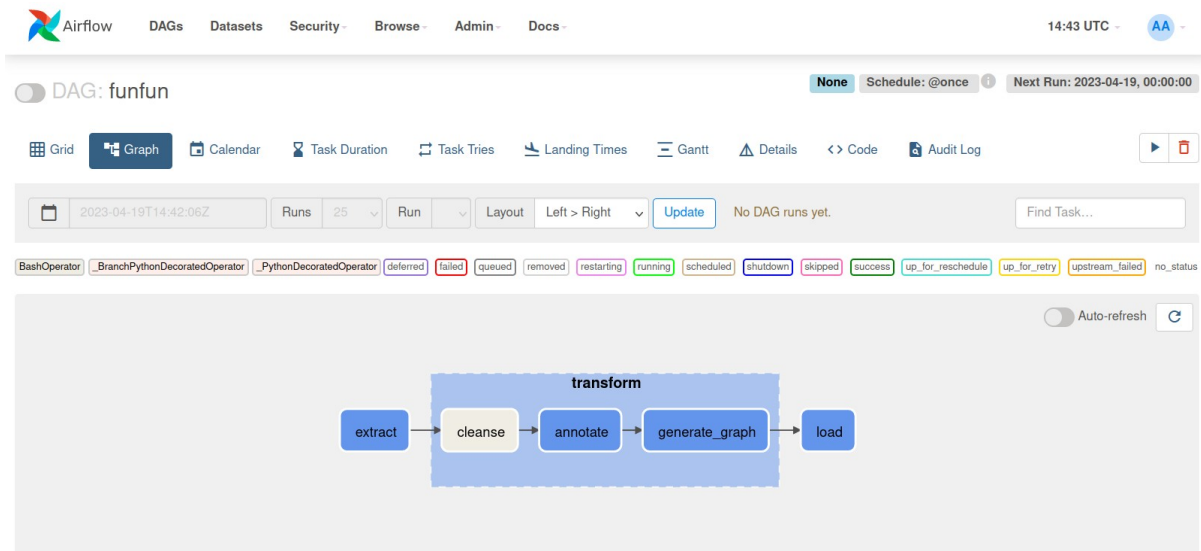 Airflow DAGs Datasets Security Browse Admin Docs 14:43 UTC AA
DAG: funfun None Schedule: @once i Next Run: 2023-04-19, 00:00:00
Grid Graph Calendar Task Duration Task Tries Landing Times Gantt Details <> Code Audit Log
2023-04-19T14:42:06Z Runs 25 Run Layout Left > Right Update No DAG runs yet. Find Task...
BashOperator _BranchPythonDecoratedOperator _PythonDecoratedOperator deferred failed queued removed restarting running scheduled shutdown skipped success up_for_reschedule up_for_retry upstream_failed no_status
Auto-refresh
transform
extract cleanse annotate generate_graph load